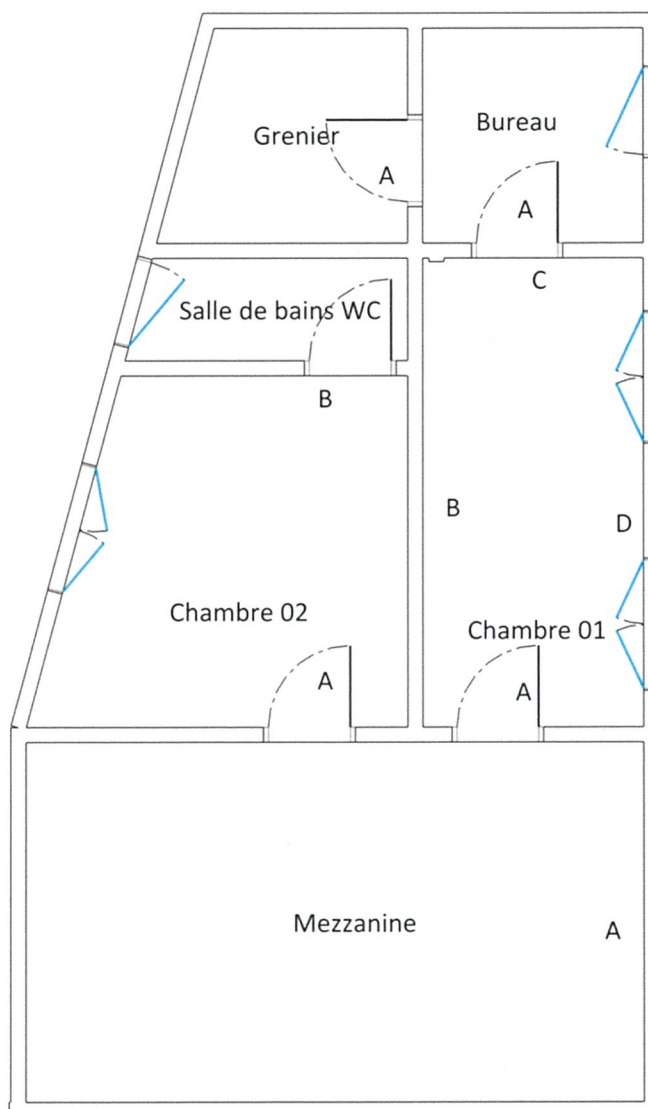 Grenier
Bureau
A
A
C
Salle de bains WC
B
B
D
Chambre 02
Chambre 01
A
A
Mezzanine
A